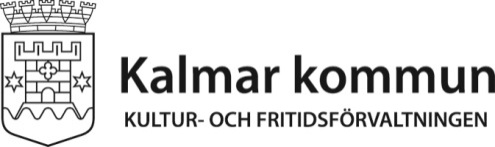 Kalmar kommun
KULTUR- OCH FRITIDSFÖRVALTNINGEN